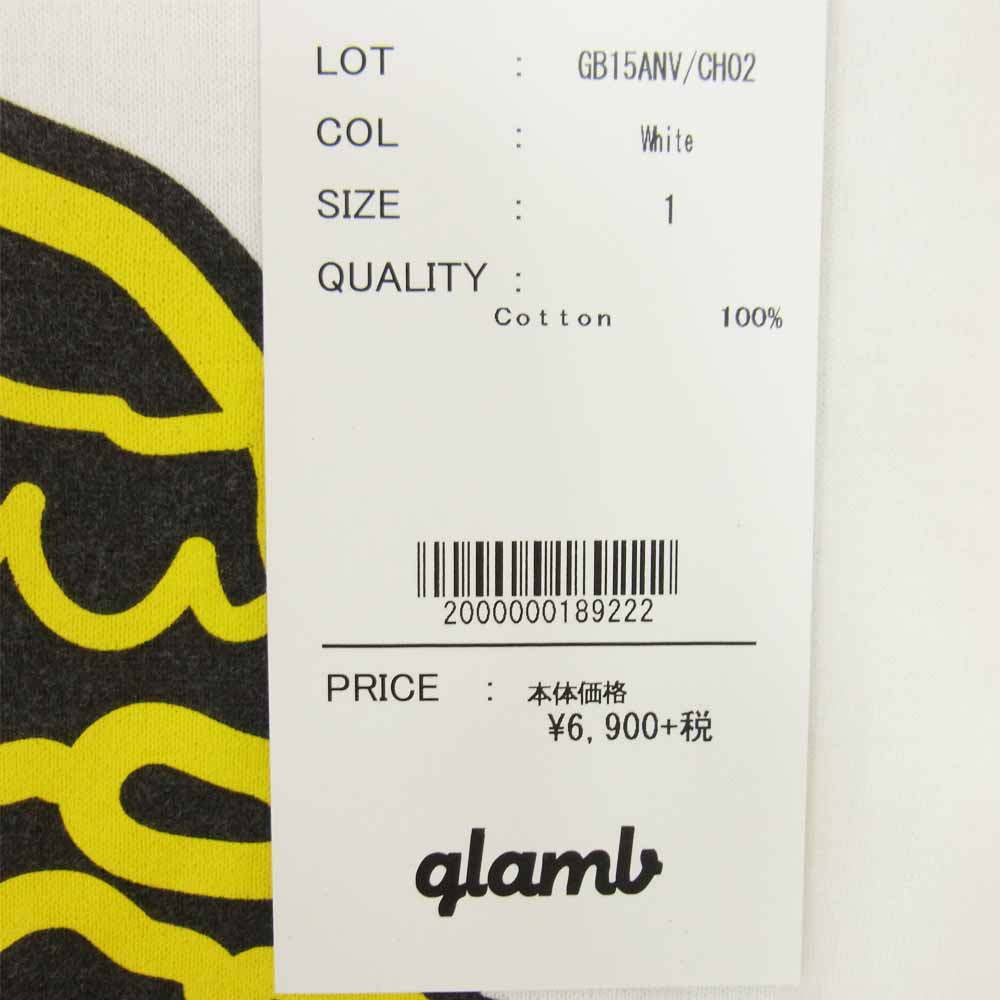 LOT : GB15ANV/CH02
COL : White
SIZE : 1
QUALITY :
Cotton 100%
2000000189222
PRICE : 本体価格
¥6,900+税
glamb